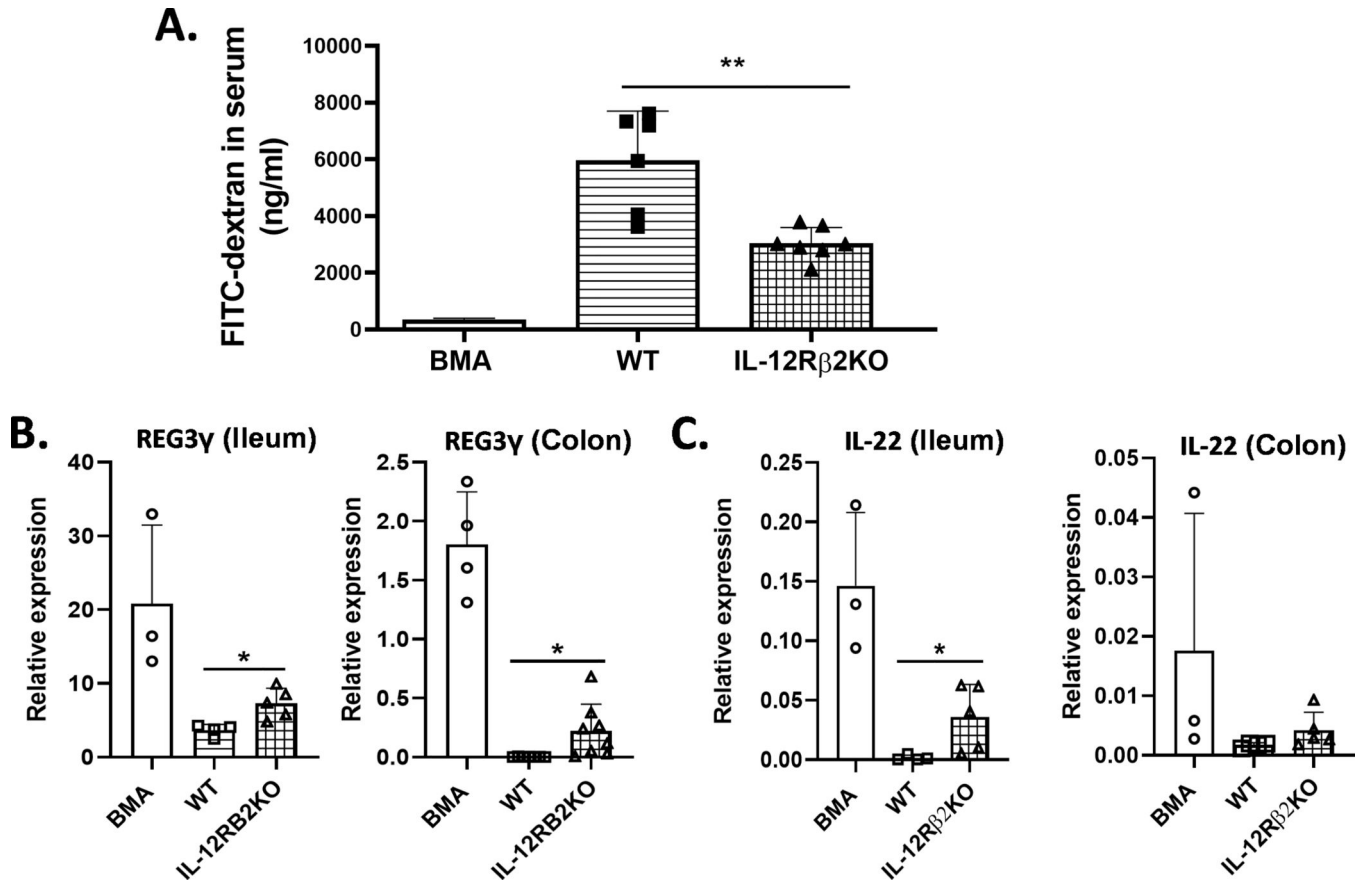 A.
FITC-dextran in serum
(ng/ml)
10000
8000
6000
4000
2000
0
**
BMA
WT
IL-12Rβ2KO
B.
REG3γ (Ileum)
Relative expression
40
30
20
10
0
*
BMA
WT
IL-12RB2KO
REG3γ (Colon)
Relative expression
2.5
2.0
1.5
1.0
0.5
0.0
*
BMA
WT
IL-12RB2KO
C.
IL-22 (Ileum)
Relative expression
0.25
0.20
0.15
0.10
0.05
0.00
*
BMA
WT
IL-12Rβ2KO
IL-22 (Colon)
Relative expression
0.05
0.04
0.03
0.02
0.01
0.00
BMA
WT
IL-12Rβ2KO